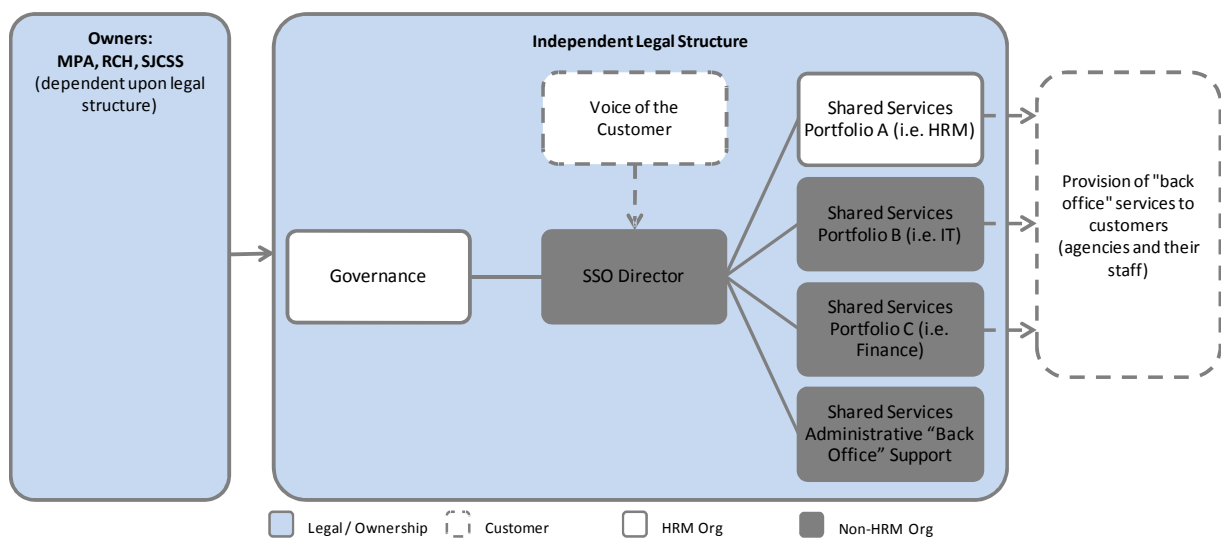 Owners:
MPA, RCH, SJCSS
(dependent upon legal
structure)
Independent Legal Structure
Voice of the
Customer
Governance
SSO Director
Shared Services
Portfolio A (i.e. HRM)
Shared Services
Portfolio B (i.e. IT)
Shared Services
Portfolio C (i.e.
Finance)
Shared Services
Administrative “Back
Office” Support
Provision of "back
office" services to
customers
(agencies and their
staff)
Legal / Ownership
Customer
HRM Org
Non-HRM Org